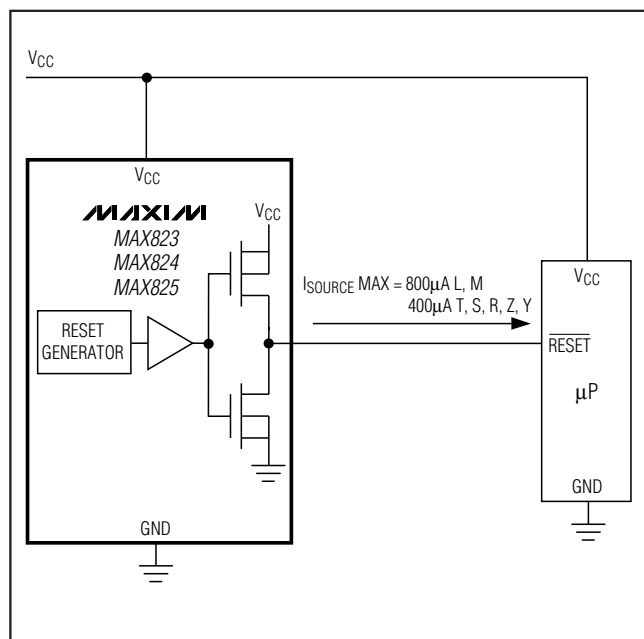 VCC
VCC
MAXIM
MAX823
MAX824
MAX825
VCC
RESET
GENERATOR
ISOURCE MAX = 800µA L, M
400µA T, S, R, Z, Y
VCC
RESET
µP
GND
GND